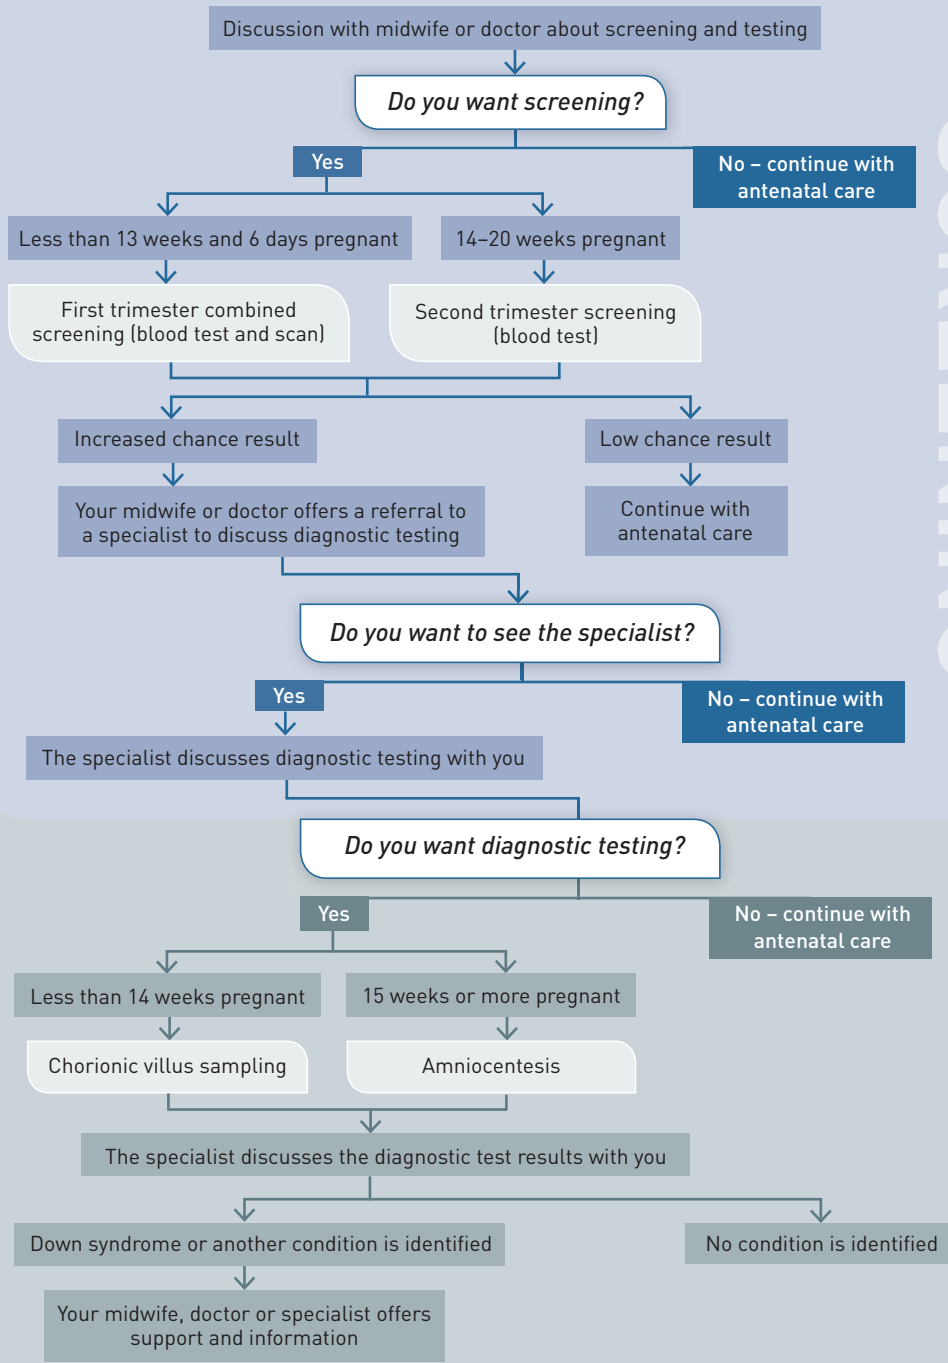 Discussion with midwife or doctor about screening and testing
Do you want screening?
Yes
No – continue with
antenatal care
Less than 13 weeks and 6 days pregnant
14–20 weeks pregnant
First trimester combined
screening (blood test and scan)
Second trimester screening
(blood test)
Increased chance result
Low chance result
Your midwife or doctor offers a referral to
a specialist to discuss diagnostic testing
Continue with
antenatal care
Do you want to see the specialist?
Yes
No – continue with
antenatal care
The specialist discusses diagnostic testing with you
Do you want diagnostic testing?
Yes
No – continue with
antenatal care
Less than 14 weeks pregnant
15 weeks or more pregnant
Chorionic villus sampling
Amniocentesis
The specialist discusses the diagnostic test results with you
Down syndrome or another condition is identified
No condition is identified
Your midwife, doctor or specialist offers
support and information